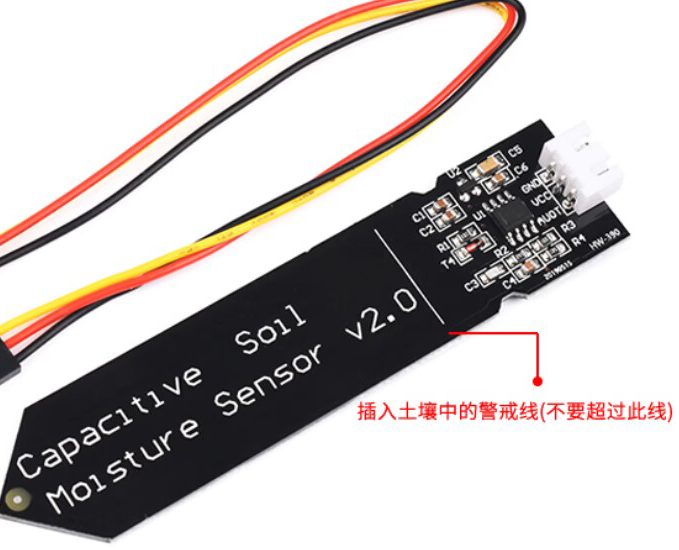 U2
C5
C6
C1
C2
U1
GND
VCC
AUOT
R1
T4
R2
R3
R4
HW-390
C3
C4
20190515
Capacitive Soil
Moisture Sensor v2.0
插入土壤中的警戒线(不要超过此线)